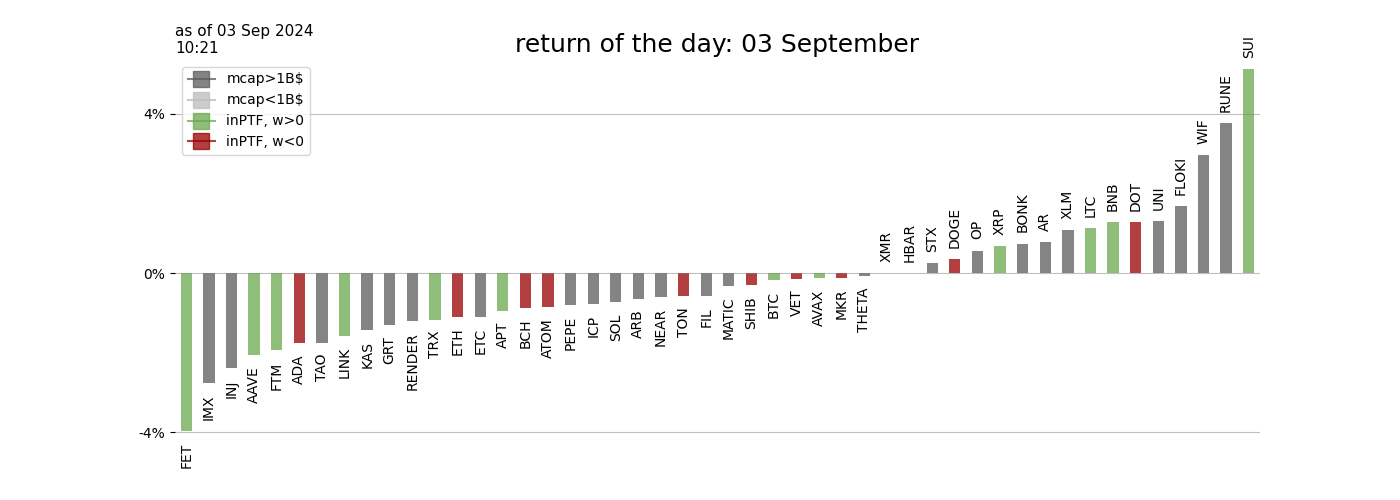 as of 03 Sep 2024
10:21
return of the day: 03 September
mcap>1B$
mcap<1B$
inPTF, w>0
inPTF, w<0
4%
0%
-4%
FET
IMX
INJ
AAVE
FTM
ADA
TAO
LINK
KAS
GRT
RENDER
TRX
ETH
ETC
APT
BCH
ATOM
PEPE
ICP
SOL
ARB
NEAR
TON
FIL
MATIC
SHIB
BTC
VET
AVAX
MKR
THETA
XMR
HBAR
STX
DOGE
OP
XRP
BONK
AR
XLM
LTC
BNB
DOT
UNI
FLOKI
WIF
RUNE
SUI